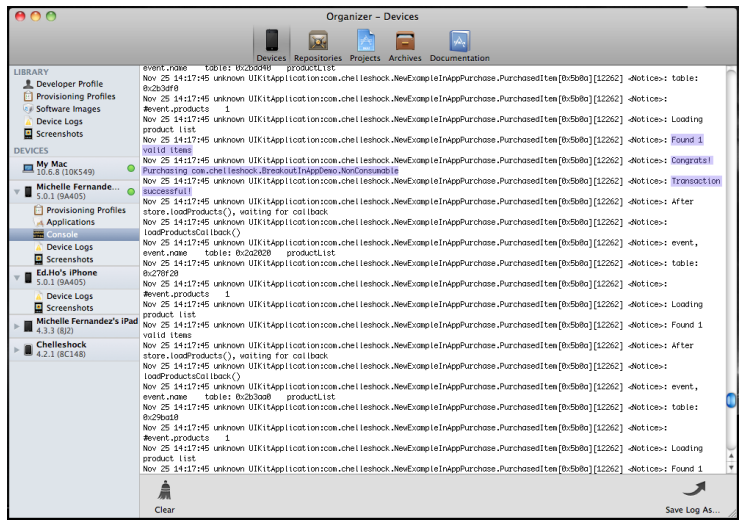 Organizer – Devices
Devices Repositories Projects Archives Documentation
LIBRARY
Developer Profile
Provisioning Profiles
Software Images
Device Logs
Screenshots
DEVICES
My Mac
10.6.8 (10K549)
Michelle Fernande...
5.0.1 (9A405)
Provisioning Profiles
Applications
Console
Device Logs
Screenshots
Ed.Ho's iPhone
5.0.1 (9A405)
Device Logs
Screenshots
Michelle Fernandez's iPad
4.3.3 (8J2)
Chelleshock
4.2.1 (8C148)
event.name table: 0x2bdd40 productList
Nov 25 14:17:45 unknown UIKitApplication:com.chelleshock.NewExampleInAppPurchase.PurchasedItem[0x5b0a][12262] <Notice>: table:
0x2b3df0
Nov 25 14:17:45 unknown UIKitApplication:com.chelleshock.NewExampleInAppPurchase.PurchasedItem[0x5b0a][12262] <Notice>:
#event.products 1
Nov 25 14:17:45 unknown UIKitApplication:com.chelleshock.NewExampleInAppPurchase.PurchasedItem[0x5b0a][12262] <Notice>: Loading
product list
Nov 25 14:17:45 unknown UIKitApplication:com.chelleshock.NewExampleInAppPurchase.PurchasedItem[0x5b0a][12262] <Notice>: Found 1
valid items
Nov 25 14:17:45 unknown UIKitApplication:com.chelleshock.NewExampleInAppPurchase.PurchasedItem[0x5b0a][12262] <Notice>: Congrats!
Purchasing com.chelleshock.BreakoutInAppDemo.NonConsumable
Nov 25 14:17:45 unknown UIKitApplication:com.chelleshock.NewExampleInAppPurchase.PurchasedItem[0x5b0a][12262] <Notice>: Transaction
successful!
Nov 25 14:17:45 unknown UIKitApplication:com.chelleshock.NewExampleInAppPurchase.PurchasedItem[0x5b0a][12262] <Notice>: After
store.loadProducts(), waiting for callback
Nov 25 14:17:45 unknown UIKitApplication:com.chelleshock.NewExampleInAppPurchase.PurchasedItem[0x5b0a][12262] <Notice>:
loadProductsCallback()
Nov 25 14:17:45 unknown UIKitApplication:com.chelleshock.NewExampleInAppPurchase.PurchasedItem[0x5b0a][12262] <Notice>: event,
event.name table: 0x2a2020 productList
Nov 25 14:17:45 unknown UIKitApplication:com.chelleshock.NewExampleInAppPurchase.PurchasedItem[0x5b0a][12262] <Notice>: table:
0x278f20
Nov 25 14:17:45 unknown UIKitApplication:com.chelleshock.NewExampleInAppPurchase.PurchasedItem[0x5b0a][12262] <Notice>:
#event.products 1
Nov 25 14:17:45 unknown UIKitApplication:com.chelleshock.NewExampleInAppPurchase.PurchasedItem[0x5b0a][12262] <Notice>: Loading
product list
Nov 25 14:17:45 unknown UIKitApplication:com.chelleshock.NewExampleInAppPurchase.PurchasedItem[0x5b0a][12262] <Notice>: Found 1
valid items
Nov 25 14:17:45 unknown UIKitApplication:com.chelleshock.NewExampleInAppPurchase.PurchasedItem[0x5b0a][12262] <Notice>: After
store.loadProducts(), waiting for callback
Nov 25 14:17:45 unknown UIKitApplication:com.chelleshock.NewExampleInAppPurchase.PurchasedItem[0x5b0a][12262] <Notice>:
loadProductsCallback()
Nov 25 14:17:45 unknown UIKitApplication:com.chelleshock.NewExampleInAppPurchase.PurchasedItem[0x5b0a][12262] <Notice>: event,
event.name table: 0x2b3aa0 productList
Nov 25 14:17:45 unknown UIKitApplication:com.chelleshock.NewExampleInAppPurchase.PurchasedItem[0x5b0a][12262] <Notice>: table:
0x29ba10
Nov 25 14:17:45 unknown UIKitApplication:com.chelleshock.NewExampleInAppPurchase.PurchasedItem[0x5b0a][12262] <Notice>:
#event.products 1
Nov 25 14:17:45 unknown UIKitApplication:com.chelleshock.NewExampleInAppPurchase.PurchasedItem[0x5b0a][12262] <Notice>: Loading
product list
Nov 25 14:17:45 unknown UIKitApplication:com.chelleshock.NewExampleInAppPurchase.PurchasedItem[0x5b0a][12262] <Notice>: Found 1
Clear
Save Log As...